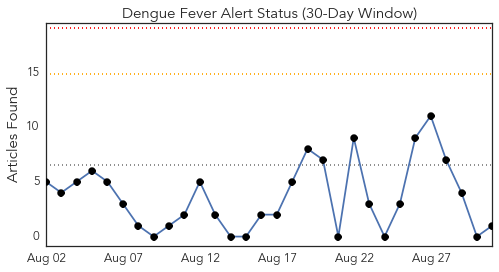 Dengue Fever Alert Status (30-Day Window)
Articles Found
15
10
5
0
Aug 02 Aug 07 Aug 12 Aug 17 Aug 22 Aug 27